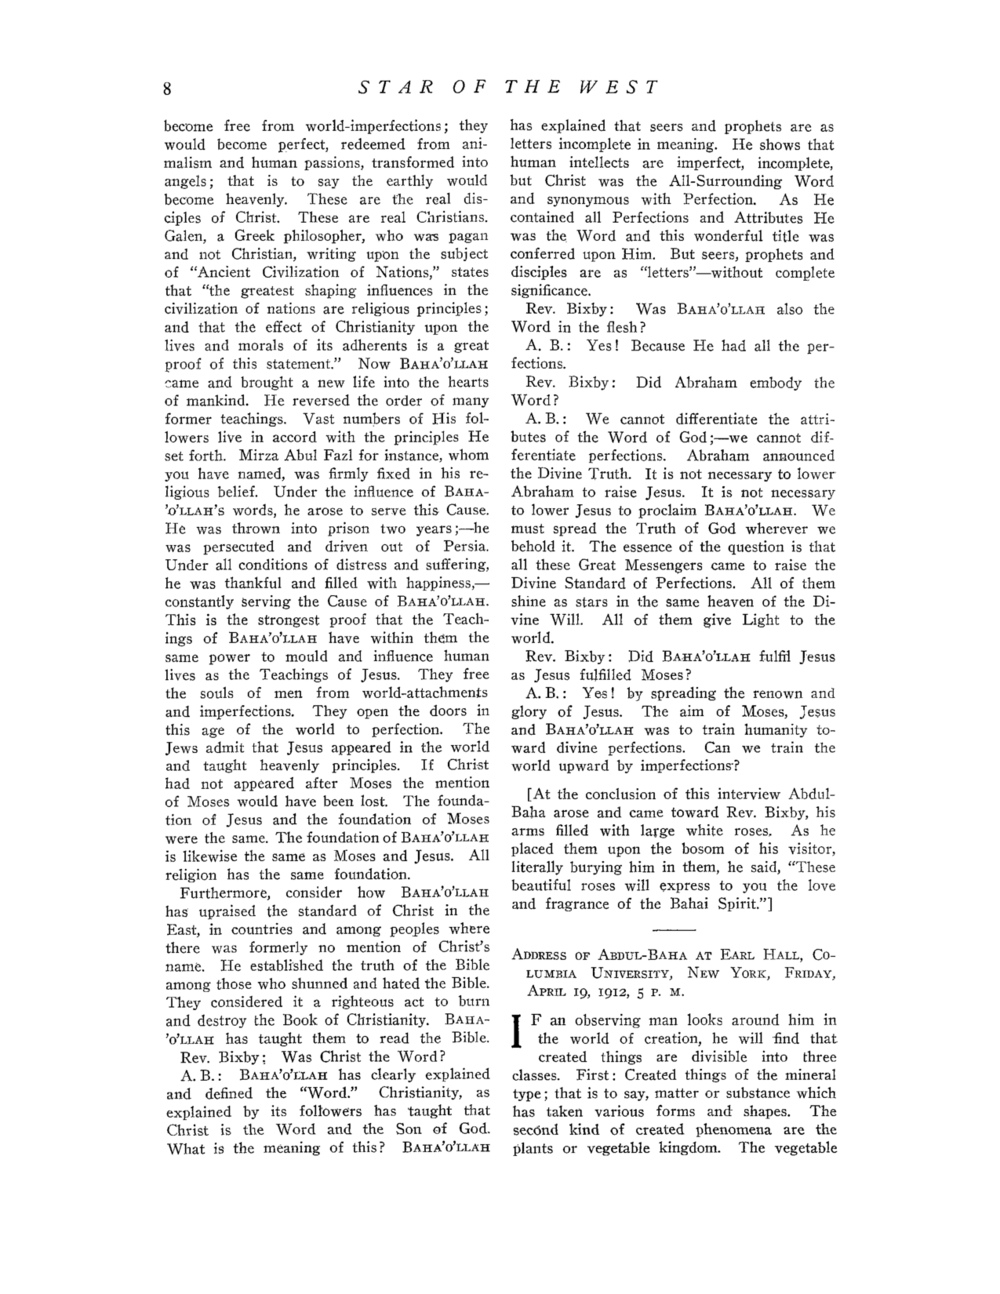 8
STAR OF THE WEST
become free from world-imperfections; they
would become perfect, redeemed from ani-
malism and human passions, transformed into
angels; that is to say the earthly would
become heavenly. These are the real dis-
ciples of Christ. These are real Christians.
Galen, a Greek philosopher, who was pagan
and not Christian, writing upon the subject
of “Ancient Civilization of Nations,” states
that “the greatest shaping influences in the
civilization of nations are religious principles;
and that the effect of Christianity upon the
lives and morals of its adherents is a great
proof of this statement.” Now BAHA’O’LLAH
came and brought a new life into the hearts
of mankind. He reversed the order of many
former teachings. Vast numbers of His fol-
lowers live in accord with the principles He
set forth. Mirza Abul Fazl for instance, whom
you have named, was firmly fixed in his re-
ligious belief. Under the influence of BAHA-
’O’LLAH’S words, he arose to serve this Cause.
He was thrown into prison two years;—he
was persecuted and driven out of Persia.
Under all conditions of distress and suffering,
he was thankful and filled with happiness,—
constantly serving the Cause of BAHA’O’LLAH.
This is the strongest proof that the Teach-
ings of BAHA’O’LLAH have within them the
same power to mould and influence human
lives as the Teachings of Jesus. They free
the souls of men from world-attachments
and imperfections. They open the doors in
this age of the world to perfection. The
Jews admit that Jesus appeared in the world
and taught heavenly principles. If Christ
had not appeared after Moses the mention
of Moses would have been lost. The founda-
tion of Jesus and the foundation of Moses
were the same. The foundation of BAHA’O’LLAH
is likewise the same as Moses and Jesus. All
religion has the same foundation.
Furthermore, consider how BAHA’O’LLAH
has upraised the standard of Christ in the
East, in countries and among peoples where
there was formerly no mention of Christ’s
name. He established the truth of the Bible
among those who shunned and hated the Bible.
They considered it a righteous act to burn
and destroy the Book of Christianity. BAHA-
’O’LLAH has taught them to read the Bible.
Rev. Bixby: Was Christ the Word?
A. B.: BAHA’O’LLAH has clearly explained
and defined the “Word.” Christianity, as
explained by its followers has taught that
Christ is the Word and the Son of God.
What is the meaning of this? BAHA’O’LLAH
has explained that seers and prophets are as
letters incomplete in meaning. He shows that
human intellects are imperfect, incomplete,
but Christ was the All-Surrounding Word
and synonymous with Perfection. As He
contained all Perfections and Attributes He
was the Word and this wonderful title was
conferred upon Him. But seers, prophets and
disciples are as “letters”—without complete
significance.
Rev. Bixby: Was BAHA’O’LLAH also the
Word in the flesh?
A. B.: Yes! Because He had all the per-
fections.
Rev. Bixby: Did Abraham embody the
Word?
A. B.: We cannot differentiate the attri-
butes of the Word of God;—we cannot dif-
ferentiate perfections. Abraham announced
the Divine Truth. It is not necessary to lower
Abraham to raise Jesus. It is not necessary
to lower Jesus to proclaim BAHA’O’LLAH. We
must spread the Truth of God wherever we
behold it. The essence of the question is that
all these Great Messengers came to raise the
Divine Standard of Perfections. All of them
shine as stars in the same heaven of the Di-
vine Will. All of them give Light to the
world.
Rev. Bixby: Did BAHA’O’LLAH fulfil Jesus
as Jesus fulfilled Moses?
A. B.: Yes! by spreading the renown and
glory of Jesus. The aim of Moses, Jesus
and BAHA’O’LLAH was to train humanity to-
ward divine perfections. Can we train the
world upward by imperfections?
[At the conclusion of this interview Abdul-
Baha arose and came toward Rev. Bixby, his
arms filled with large white roses. As he
placed them upon the bosom of his visitor,
literally burying him in them, he said, “These
beautiful roses will express to you the love
and fragrance of the Bahai Spirit.”]
ADDRESS OF ABDUL-BAHA AT EARL HALL, CO-
LUMBIA UNIVERSITY, NEW YORK, FRIDAY,
APRIL 19, 1912, 5 P. M.
IF an observing man looks around him in
the world of creation, he will find that
created things are divisible into three
classes. First: Created things of the mineral
type; that is to say, matter or substance which
has taken various forms and shapes. The
second kind of created phenomena are the
plants or vegetable kingdom. The vegetable